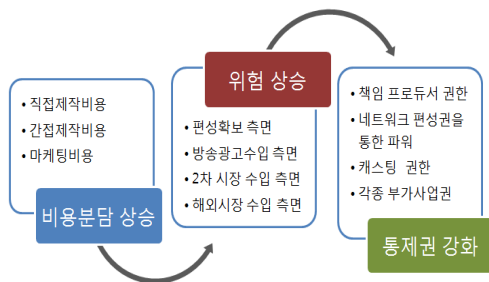 • 직접제작비용
• 간접제작비용
• 마케팅비용
비용분담 상승
위험 상승
• 편성확보 측면
• 방송광고수입 측면
• 2차 시장 수입 측면
• 해외시장 수입 측면
• 책임 프로듀서 권한
• 네트워크 편성권을
통한 파워
• 캐스팅 권한
• 각종 부가사업권
통제권 강화